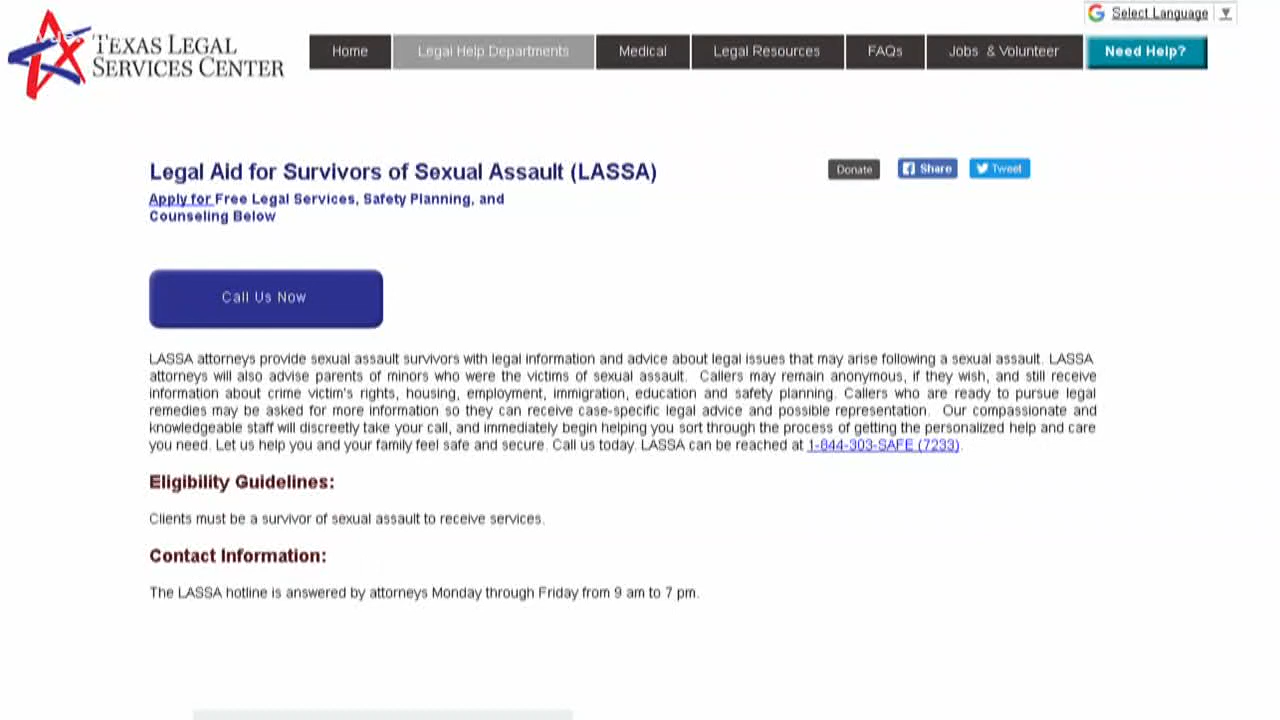 Select Language
TEXAS LEGAL
SERVICES CENTER
Home
Legal Help Departments
Medical
Legal Resources
FAQs
Jobs & Volunteer
Need Help?
Legal Aid for Survivors of Sexual Assault (LASSA)
Donate
Share
Tweet
Apply for Free Legal Services, Safety Planning, and
Counseling Below
Call Us Now
LASSA attorneys provide sexual assault survivors with legal information and advice about legal issues that may arise following a sexual assault. LASSA
attorneys will also advise parents of minors who were the victims of sexual assault. Callers may remain anonymous, if they wish, and still receive
information about crime victim's rights, housing, employment, immigration, education and safety planning. Callers who are ready to pursue legal
remedies may be asked for more information so they can receive case-specific legal advice and possible representation. Our compassionate and
knowledgeable staff will discreetly take your call, and immediately begin helping you sort through the process of getting the personalized help and care
you need. Let us help you and your family feel safe and secure. Call us today. LASSA can be reached at 1-844-303-SAFE (7233).
Eligibility Guidelines:
Clients must be a survivor of sexual assault to receive services.
Contact Information:
The LASSA hotline is answered by attorneys Monday through Friday from 9 am to 7 pm.